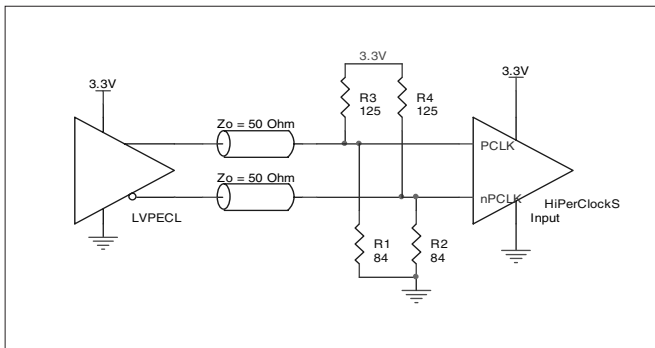 3.3V
3.3V
3.3V
R3
125
R4
125
Zo = 50 Ohm
PCLK
Zo = 50 Ohm
nPCLK
HiPerClockS
Input
LVPECL
R1
84
R2
84